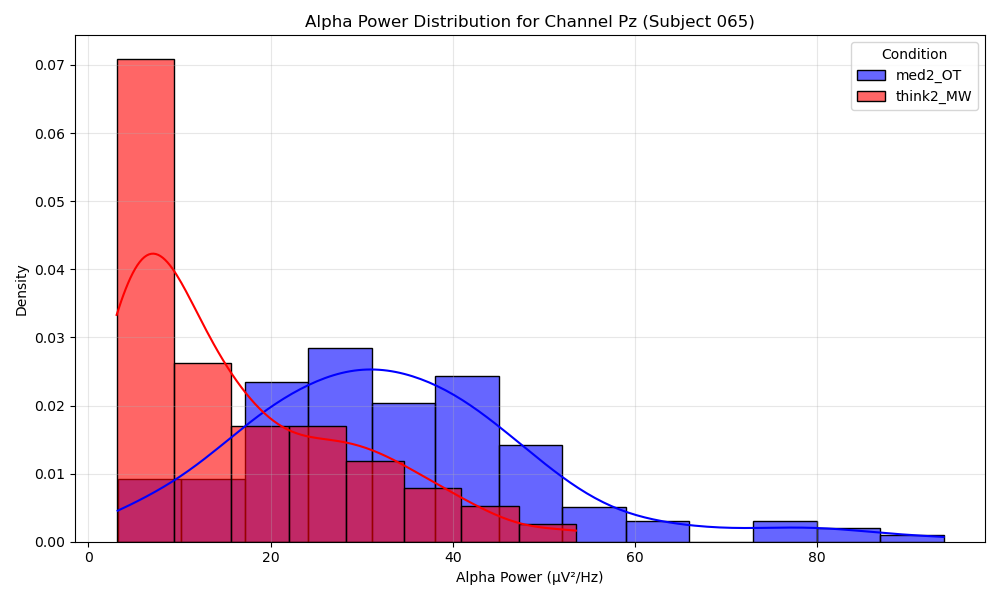 Alpha Power Distribution for Channel Pz (Subject 065)
Condition
med2_OT
think2_MW
0.07
0.06
0.05
0.04
0.03
0.02
0.01
0.00
Density
0 20 40 60 80
Alpha Power (μV²/Hz)